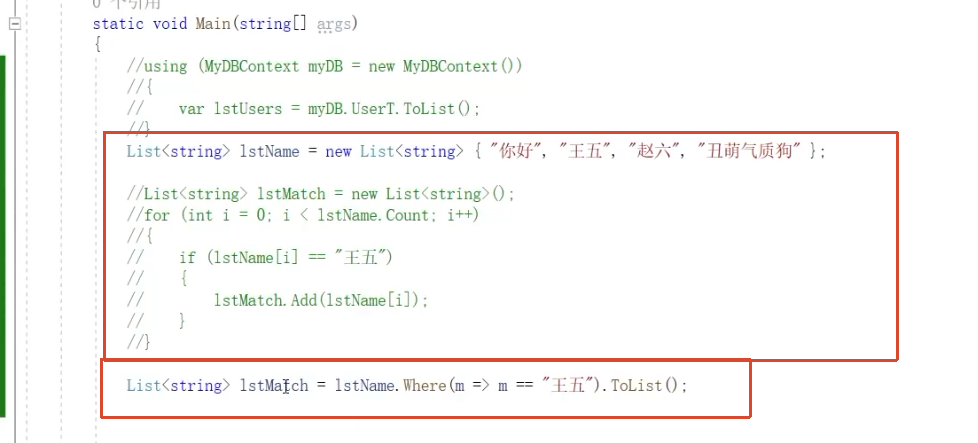 0 个引用
static void Main(string[] args)
{
//using (MyDBContext myDB = new MyDBContext())
//{
//    var lstUsers = myDB.UserT.ToList();
//}
List<string> lstName = new List<string> { "你好", "王五", "赵六", "丑萌气质狗" };
//List<string> lstMatch = new List<string>();
//for (int i = 0; i < lstName.Count; i++)
//{
//    if (lstName[i] == "王五")
//    {
//        lstMatch.Add(lstName[i]);
//    }
//}
List<string> lstMatch = lstName.Where(m => m == "王五").ToList();